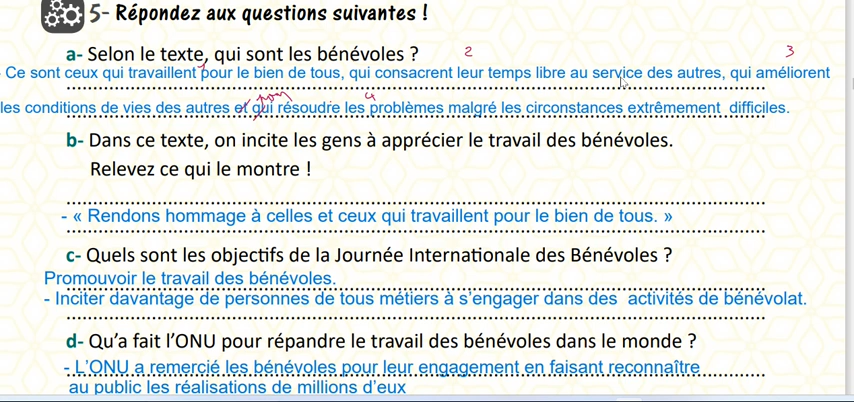 5- Répondez aux questions suivantes !
a- Selon le texte, qui sont les bénévoles ?
2
3
Ce sont ceux qui travaillent pour le bien de tous, qui consacrent leur temps libre au service des autres, qui améliorent
4
les conditions de vies des autres et qui résoudre les problèmes malgré les circonstances extrêmement difficiles.
b- Dans ce texte, on incite les gens à apprécier le travail des bénévoles.
Relevez ce qui le montre !
- « Rendons hommage à celles et ceux qui travaillent pour le bien de tous. »
c- Quels sont les objectifs de la Journée Internationale des Bénévoles ?
Promouvoir le travail des bénévoles.
- Inciter davantage de personnes de tous métiers à s'engager dans des activités de bénévolat.
d- Qu'a fait l'ONU pour répandre le travail des bénévoles dans le monde ?
- L'ONU a remercié les bénévoles pour leur engagement en faisant reconnaître
au public les réalisations de millions d'eux